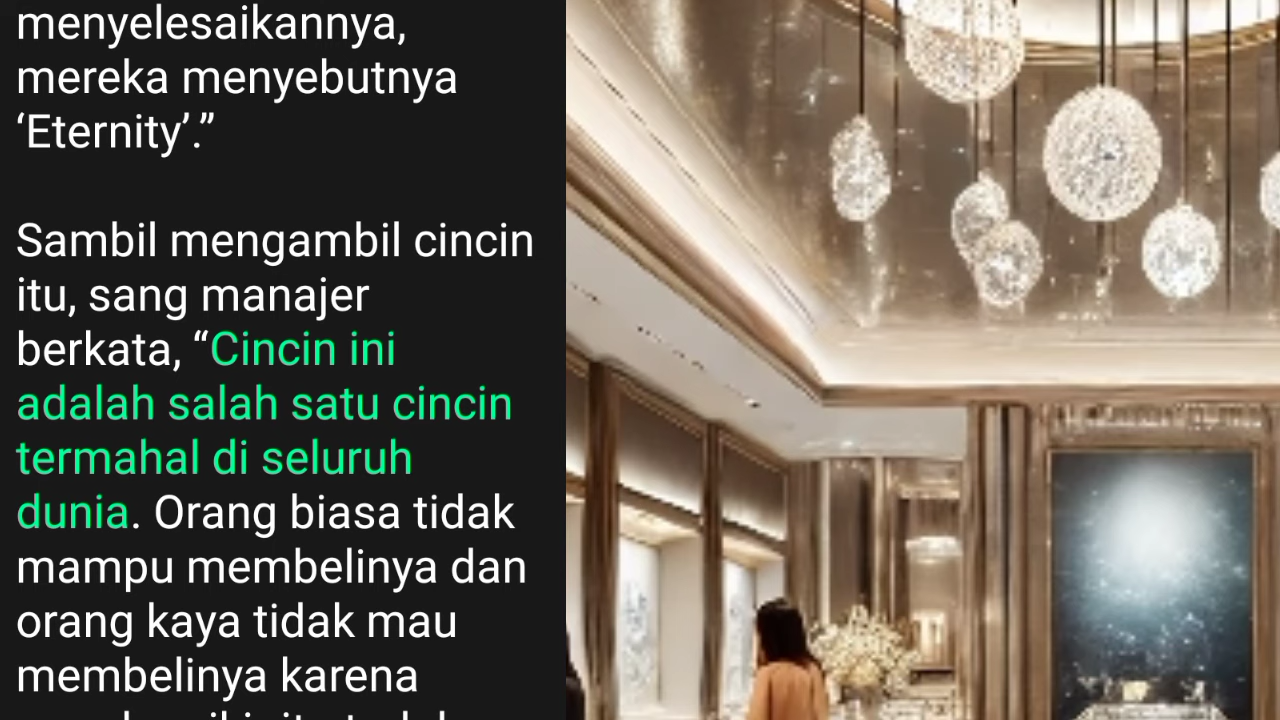 menyelesaikannya,
mereka menyebutnya
‘Eternity’.”
Sambil mengambil cincin
itu, sang manajer
berkata, “Cincin ini
adalah salah satu cincin
termahal di seluruh
dunia. Orang biasa tidak
mampu membelinya dan
orang kaya tidak mau
membelinya karena